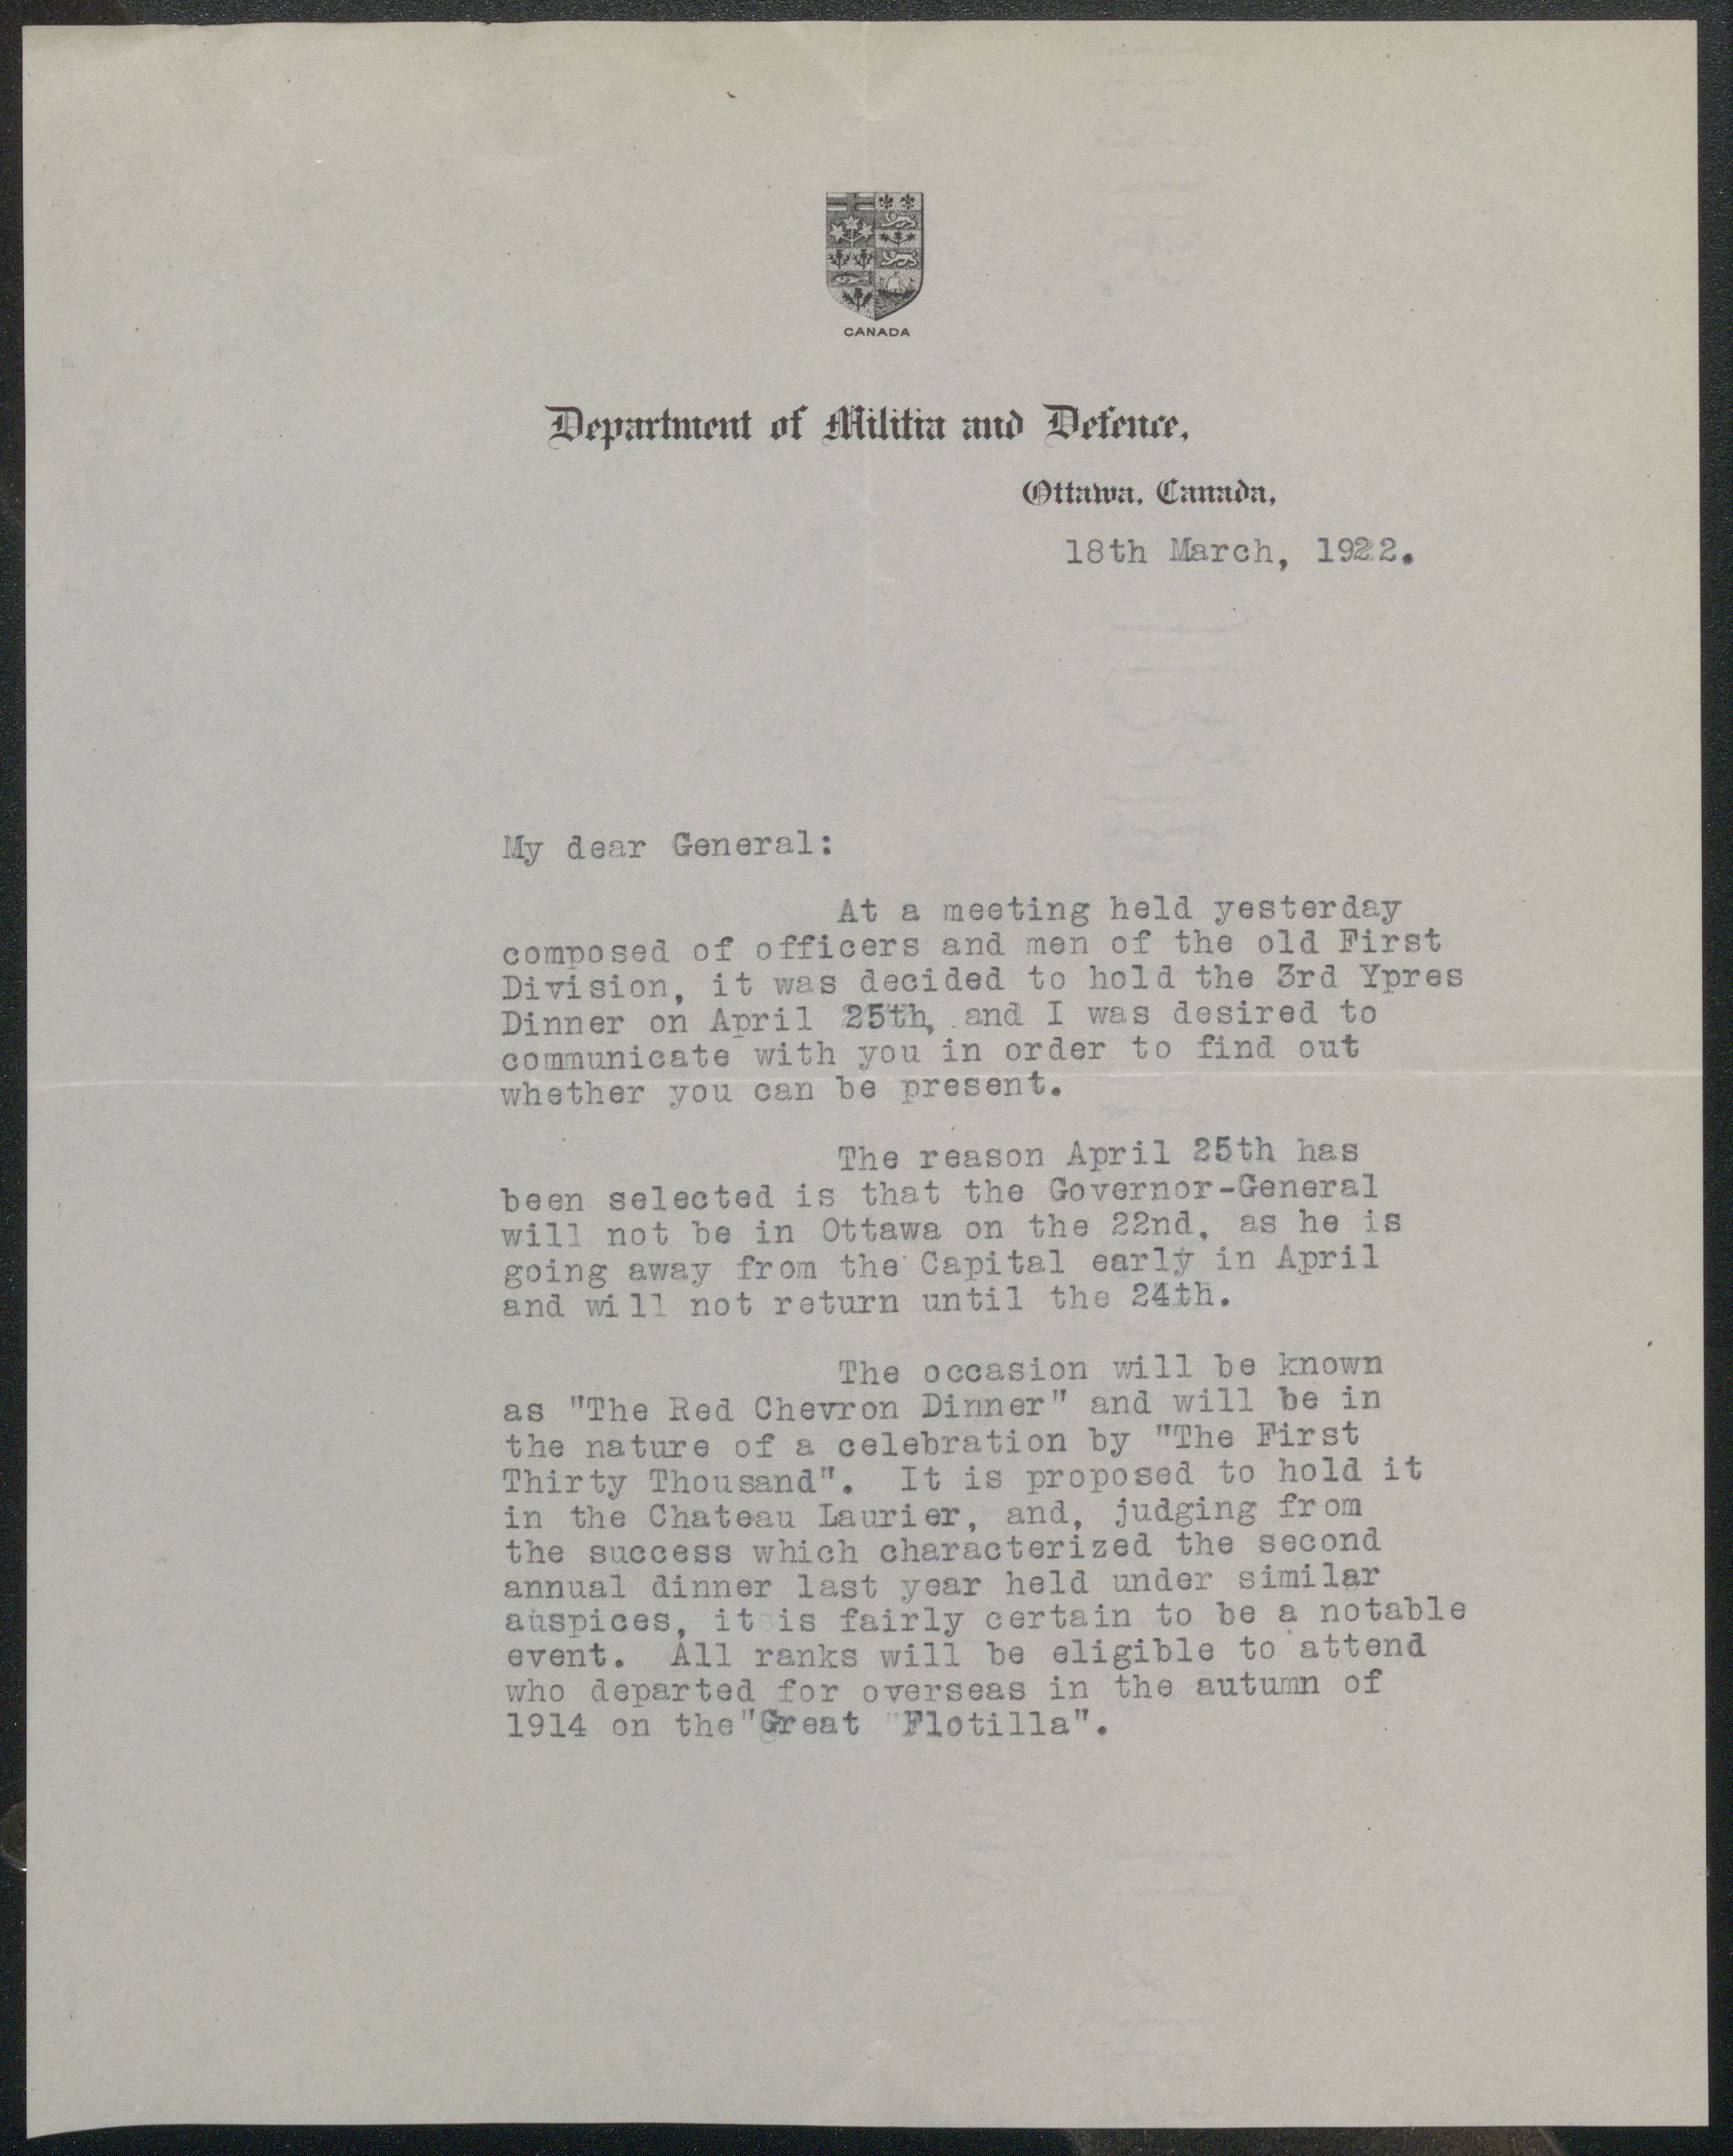 CANADA
Department of Militia and Defence,
Ottawa, Canada,
18th March, 1922.
My dear General:
At a meeting held yesterday
composed of officers and men of the old First
Division, it was decided to hold the 3rd Ypres
Dinner on April 25th, and I was desired to
communicate with you in order to find out
whether you can be present.
The reason April 25th has
been selected is that the Governor-General
will not be in Ottawa on the 22nd, as he is
going away from the Capital early in April
and will not return until the 24th.
The occasion will be known
as "The Red Chevron Dinner" and will be in
the nature of a celebration by "The First
Thirty Thousand". It is proposed to hold it
in the Chateau Laurier, and, judging from
the success which characterized the second
annual dinner last year held under similar
auspices, it is fairly certain to be a notable
event. All ranks will be eligible to attend
who departed for overseas in the autumn of
1914 on the"Great "Flotilla".